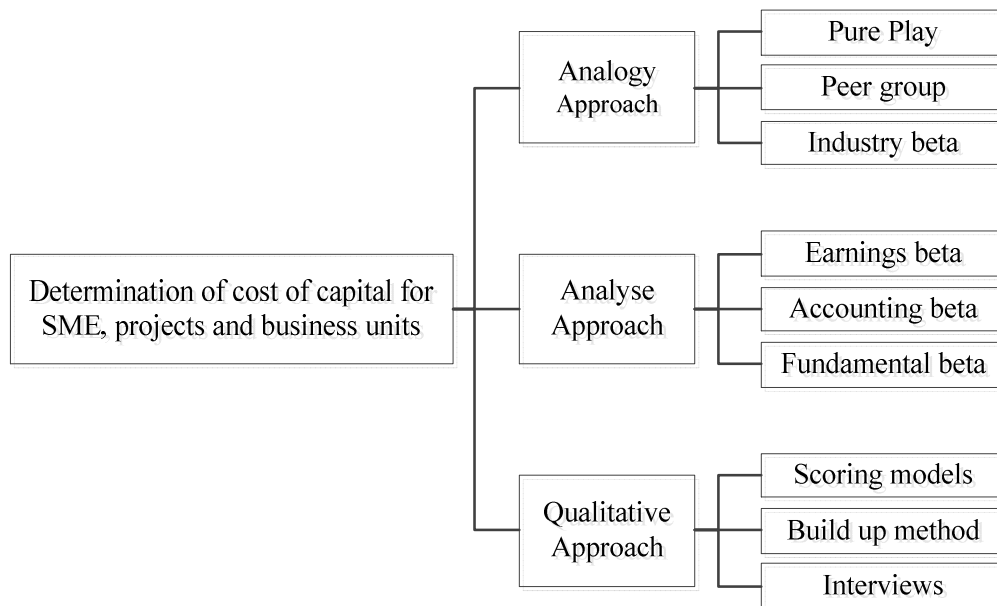 Determination of cost of capital for
SME, projects and business units
Analogy
Approach
Pure Play
Peer group
Industry beta
Analyse
Approach
Earnings beta
Accounting beta
Fundamental beta
Qualitative
Approach
Scoring models
Build up method
Interviews